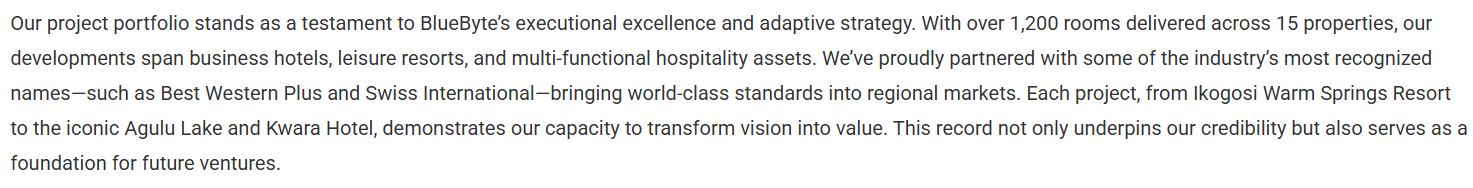 Our project portfolio stands as a testament to BlueByte’s executional excellence and adaptive strategy. With over 1,200 rooms delivered across 15 properties, our
developments span business hotels, leisure resorts, and multi-functional hospitality assets. We’ve proudly partnered with some of the industry’s most recognized
names—such as Best Western Plus and Swiss International—bringing world-class standards into regional markets. Each project, from Ikogosi Warm Springs Resort
to the iconic Agulu Lake and Kwara Hotel, demonstrates our capacity to transform vision into value. This record not only underpins our credibility but also serves as a
foundation for future ventures.